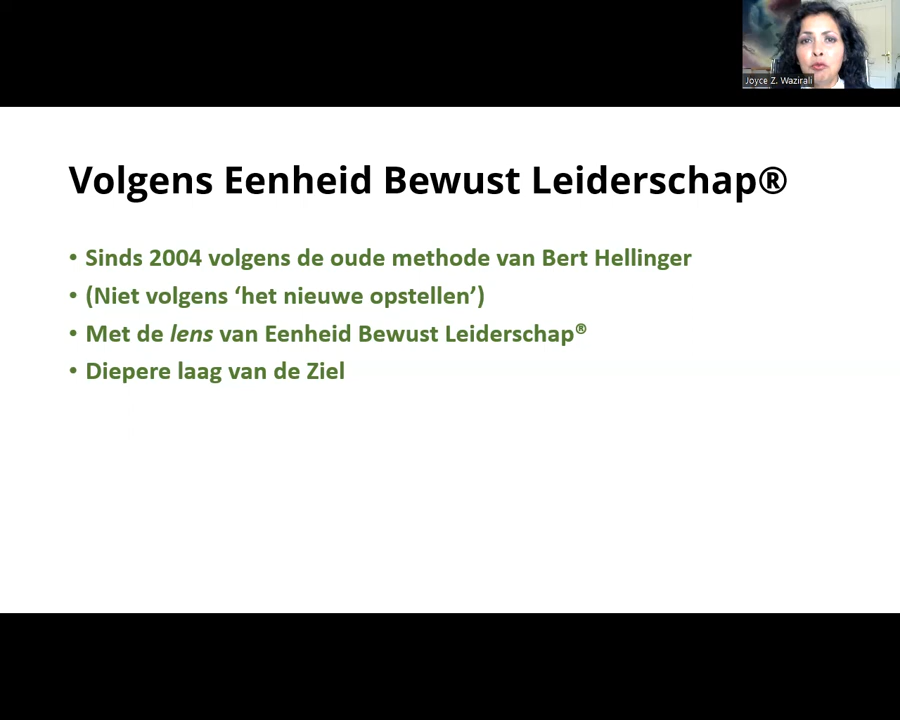 Joyce Z. Wazirali
Volgens Eenheid Bewust Leiderschap®
• Sinds 2004 volgens de oude methode van Bert Hellinger
• (Niet volgens ‘het nieuwe opstellen’)
• Met de lens van Eenheid Bewust Leiderschap®
• Diepere laag van de Ziel